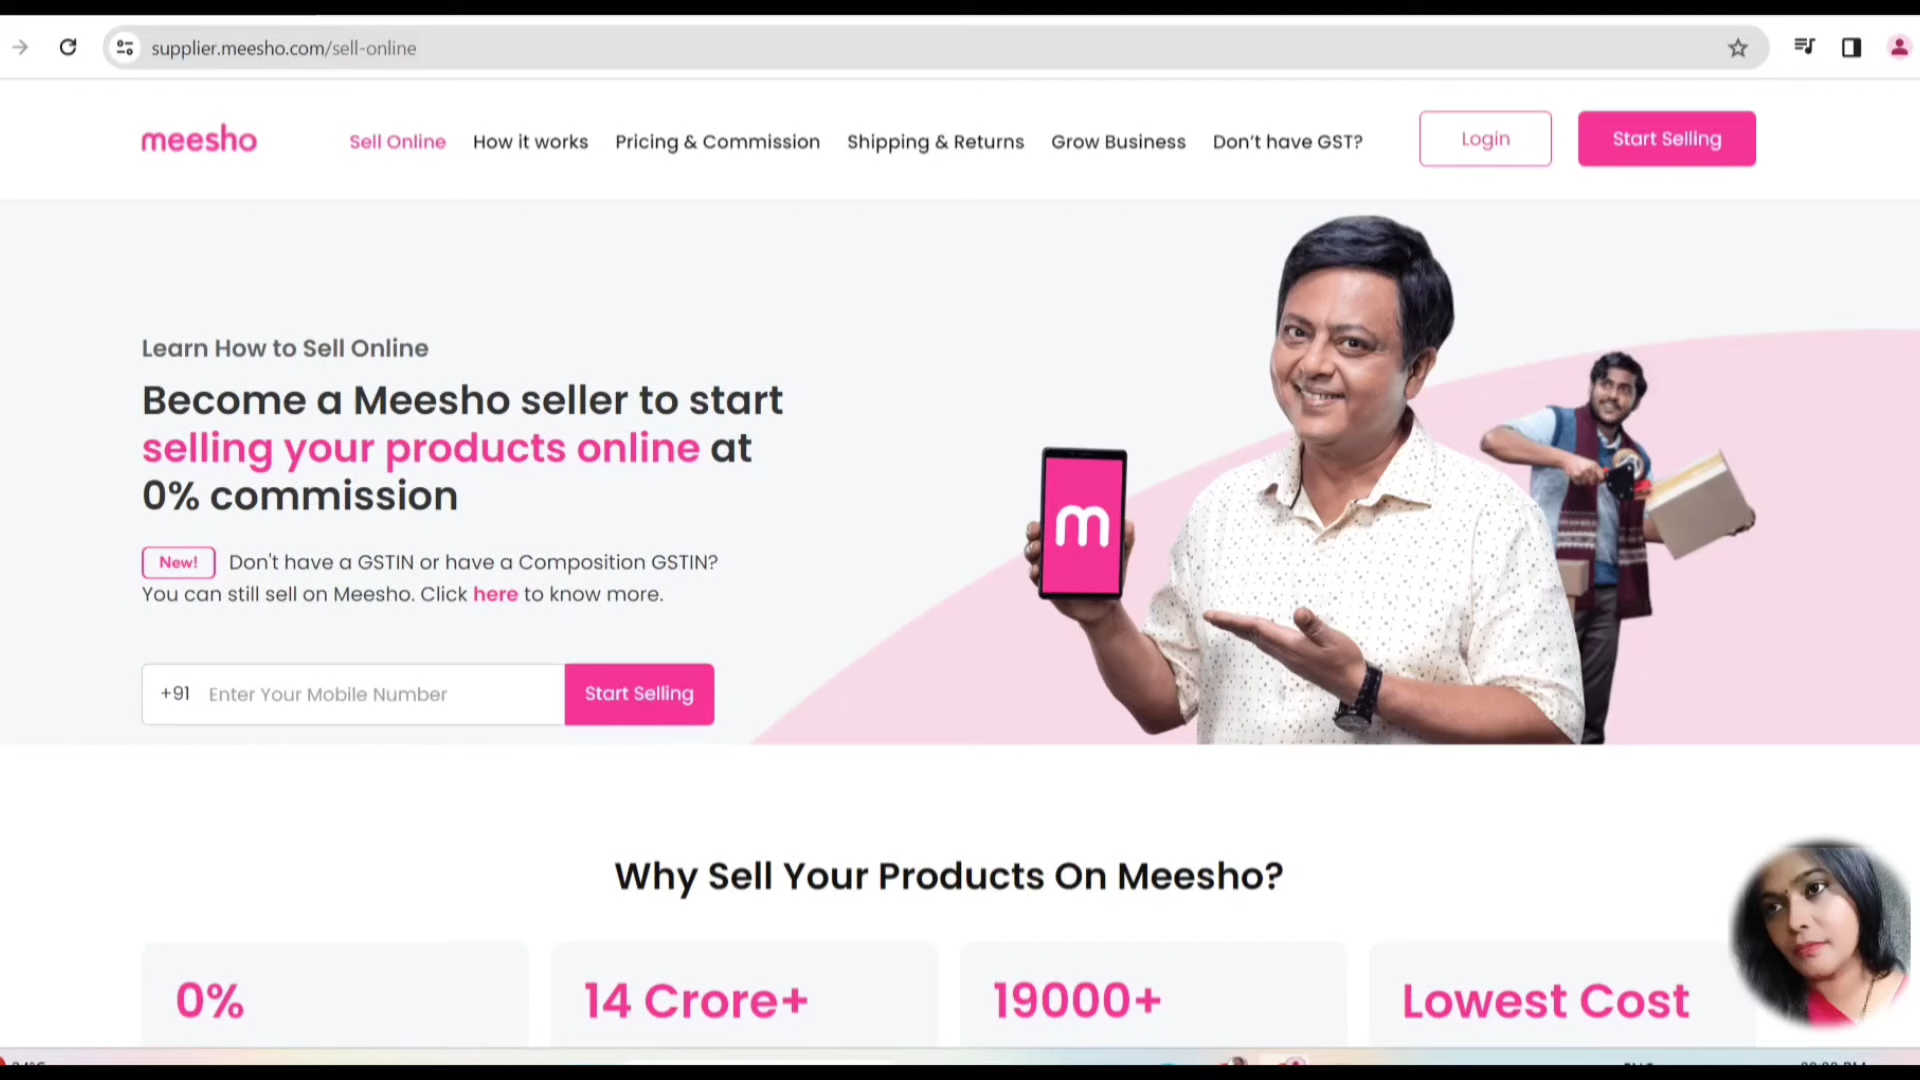 supplier.meesho.com/sell-online
meesho
Sell Online
How it works
Pricing & Commission
Shipping & Returns
Grow Business
Don't have GST?
Login
Start Selling
Learn How to Sell Online
Become a Meesho seller to start
selling your products online at
0% commission
New! Don't have a GSTIN or have a Composition GSTIN?
You can still sell on Meesho. Click here to know more.
+91 Enter Your Mobile Number
Start Selling
m
Why Sell Your Products On Meesho?
0%
14 Crore+
19000+
Lowest Cost